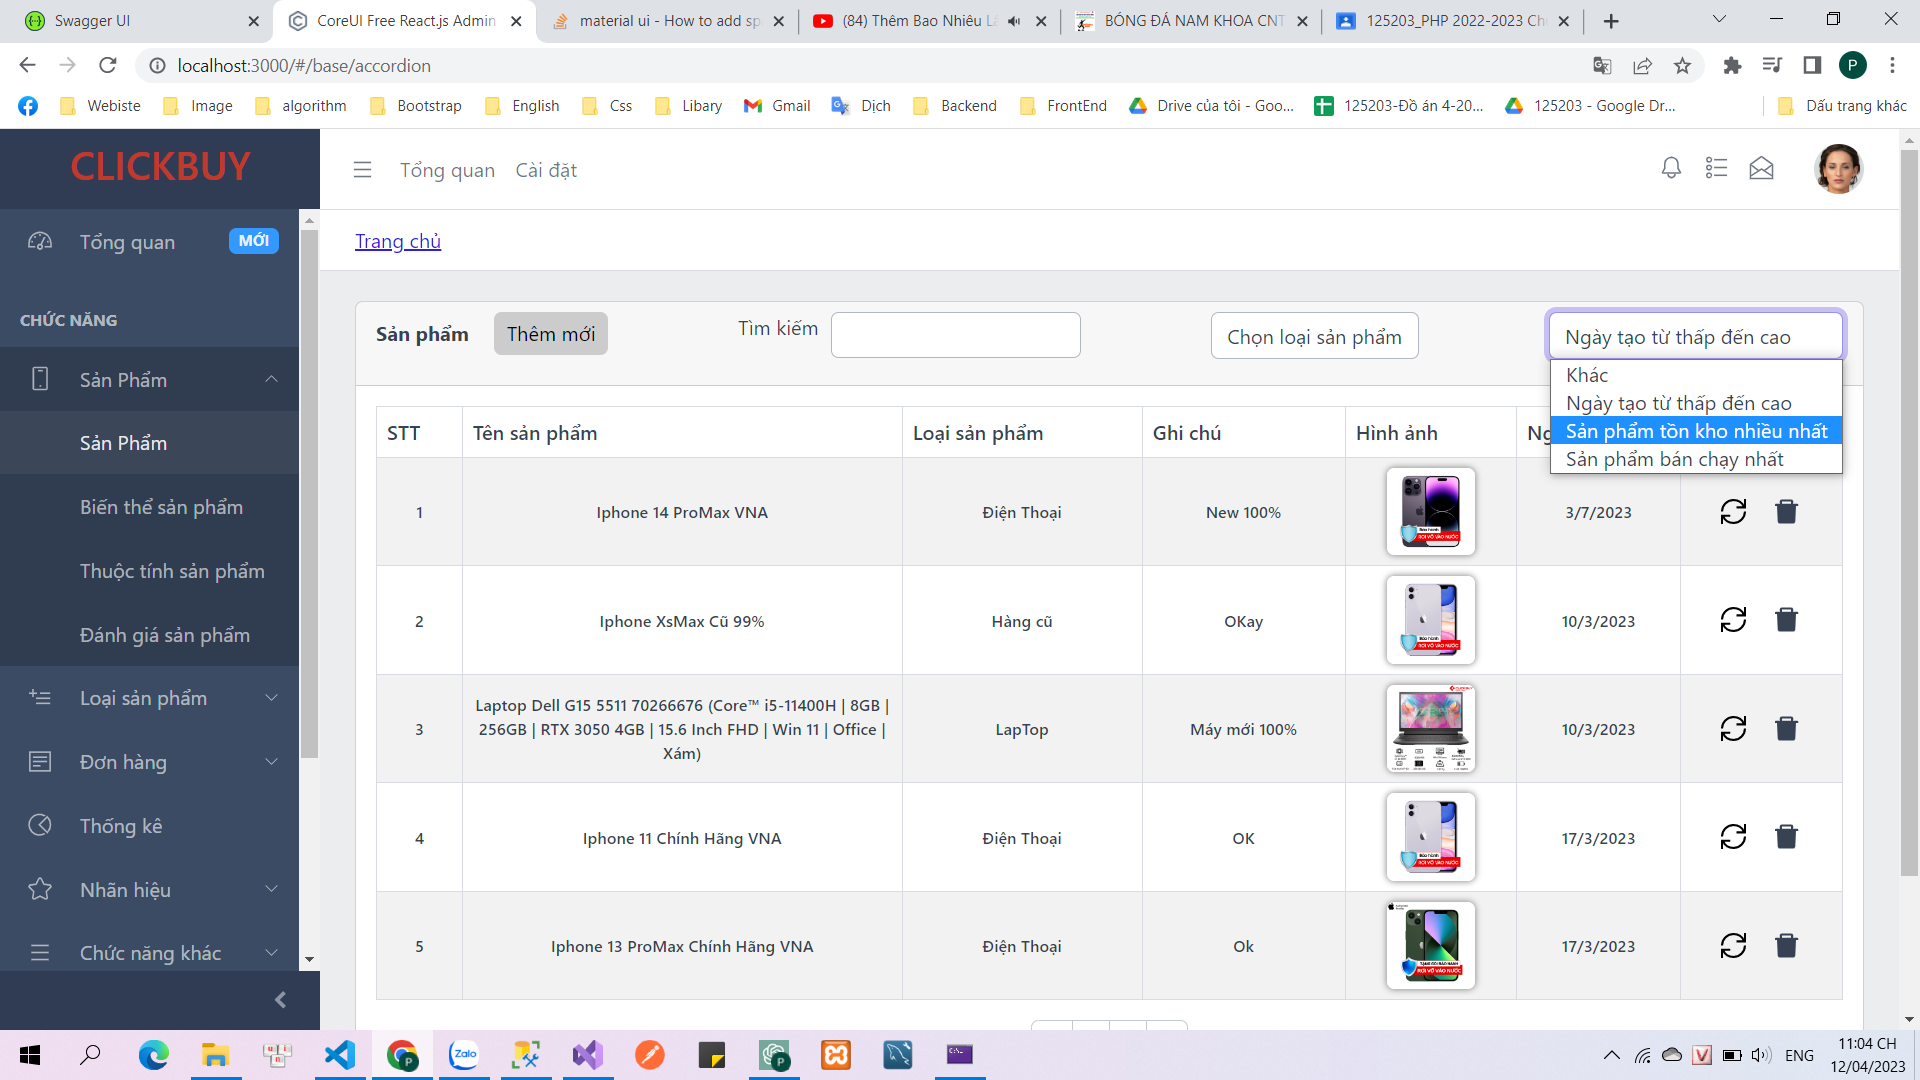 Swagger UI
CoreUI Free React.js Admin
material ui - How to add sp
(84) Thêm Bao Nhiêu Lâ
BÓNG ĐÁ NAM KHOA CNT
125203_PHP 2022-2023 Ch
localhost:3000/#/base/accordion
P
Webiste
Image
algorithm
Bootstrap
English
Css
Libary
Gmail
Dịch
Backend
FrontEnd
Drive của tôi - Goo...
125203-Đồ án 4-20...
125203 - Google Dr...
Dấu trang khác
CLICKBUY
Tổng quan
Cài đặt
Tổng quan
MỚI
Trang chủ
CHỨC NĂNG
Sản Phẩm
Sản Phẩm
Biến thể sản phẩm
Thuộc tính sản phẩm
Đánh giá sản phẩm
Loại sản phẩm
Đơn hàng
Thống kê
Nhãn hiệu
Chức năng khác
Sản phẩm
Thêm mới
Tìm kiếm
Chọn loại sản phẩm
Ngày tạo từ thấp đến cao
Khác
Ngày tạo từ thấp đến cao
Sản phẩm tồn kho nhiều nhất
Sản phẩm bán chạy nhất
STT
Tên sản phẩm
Loại sản phẩm
Ghi chú
Hình ảnh
1
Iphone 14 ProMax VNA
Điện Thoại
New 100%
3/7/2023
2
Iphone XsMax Cũ 99%
Hàng cũ
OKay
10/3/2023
3
Laptop Dell G15 5511 70266676 (Core™ i5-11400H | 8GB |
256GB | RTX 3050 4GB | 15.6 Inch FHD | Win 11 | Office |
Xám)
LapTop
Máy mới 100%
10/3/2023
4
Iphone 11 Chính Hãng VNA
Điện Thoại
OK
17/3/2023
5
Iphone 13 ProMax Chính Hãng VNA
Điện Thoại
Ok
17/3/2023
Zalo
ENG
11:04 CH
12/04/2023